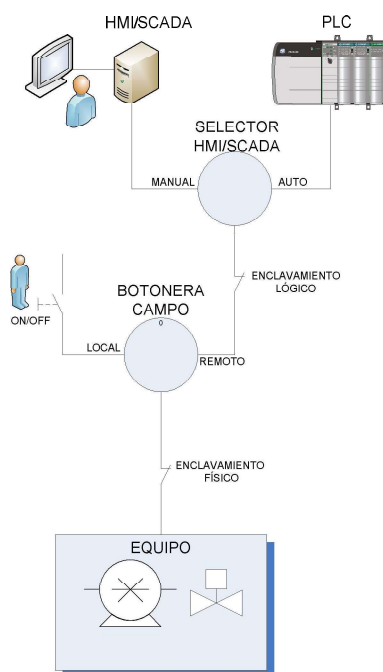 HMI/SCADA
PLC
SELECTOR
HMI/SCADA
MANUAL
AUTO
ENCLAVAMIENTO
LÓGICO
BOTONERA
CAMPO
0
ON/OFF
LOCAL
REMOTO
ENCLAVAMIENTO
FÍSICO
EQUIPO